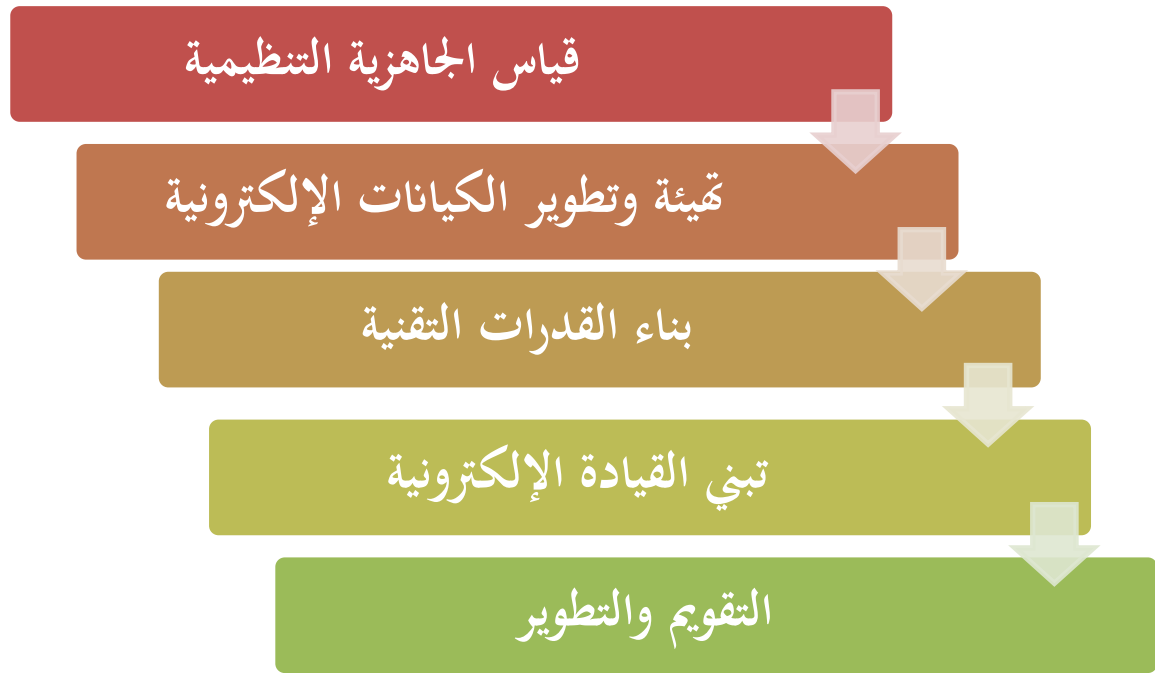 قياس الجاهزية التنظيمية
تهيئة وتطوير الكيانات الإلكترونية
بناء القدرات التقنية
تبني القيادة الإلكترونية
التقويم والتطوير